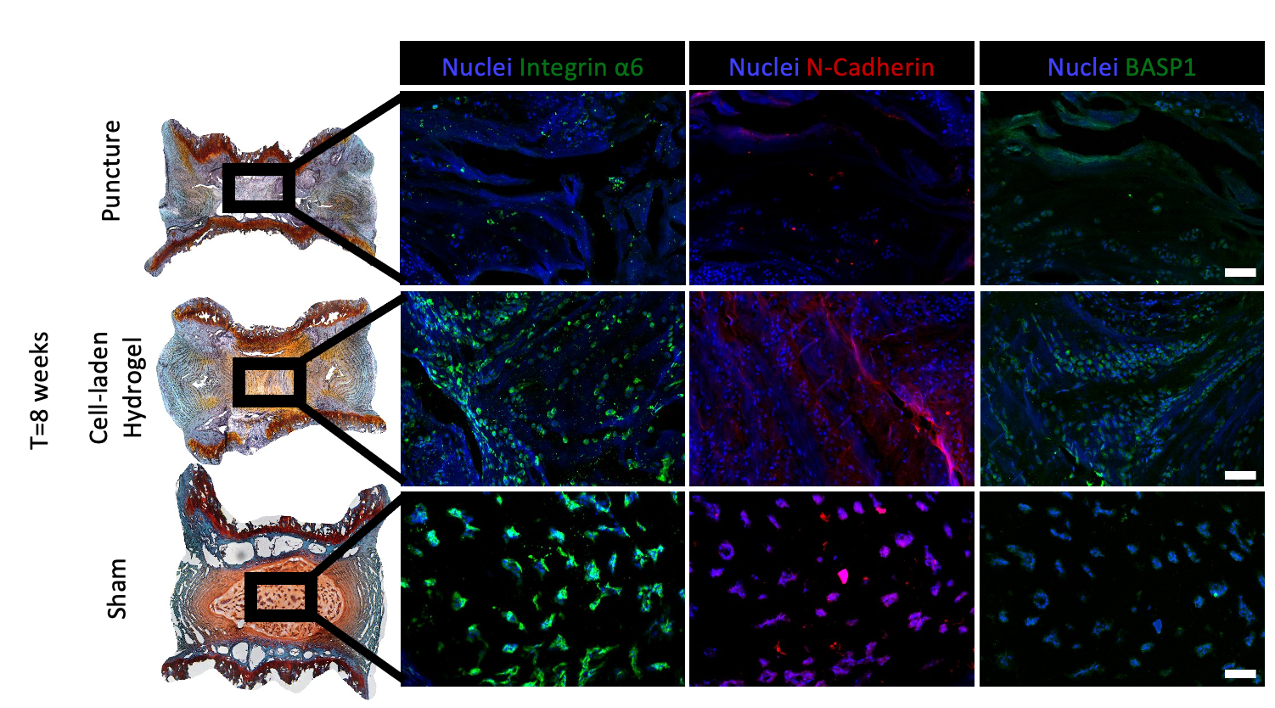 Nuclei Integrin α6
Nuclei N-Cadherin
Nuclei BASP1
T=8 weeks
Puncture
Cell-laden
Hydrogel
Sham